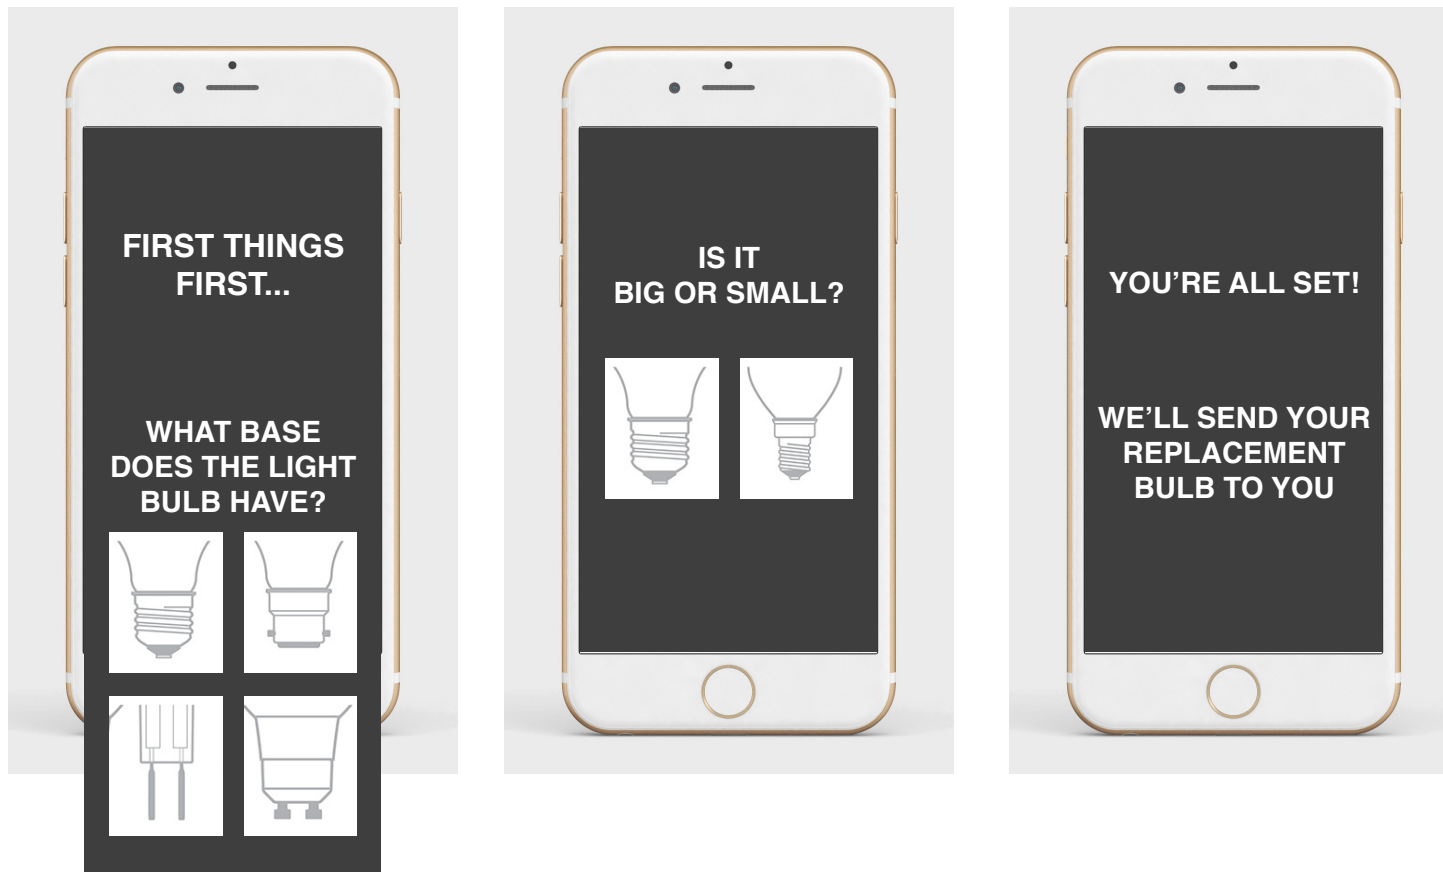 FIRST THINGS
FIRST...
WHAT BASE
DOES THE LIGHT
BULB HAVE?
IS IT
BIG OR SMALL?
YOU’RE ALL SET!
WE’LL SEND YOUR
REPLACEMENT
BULB TO YOU